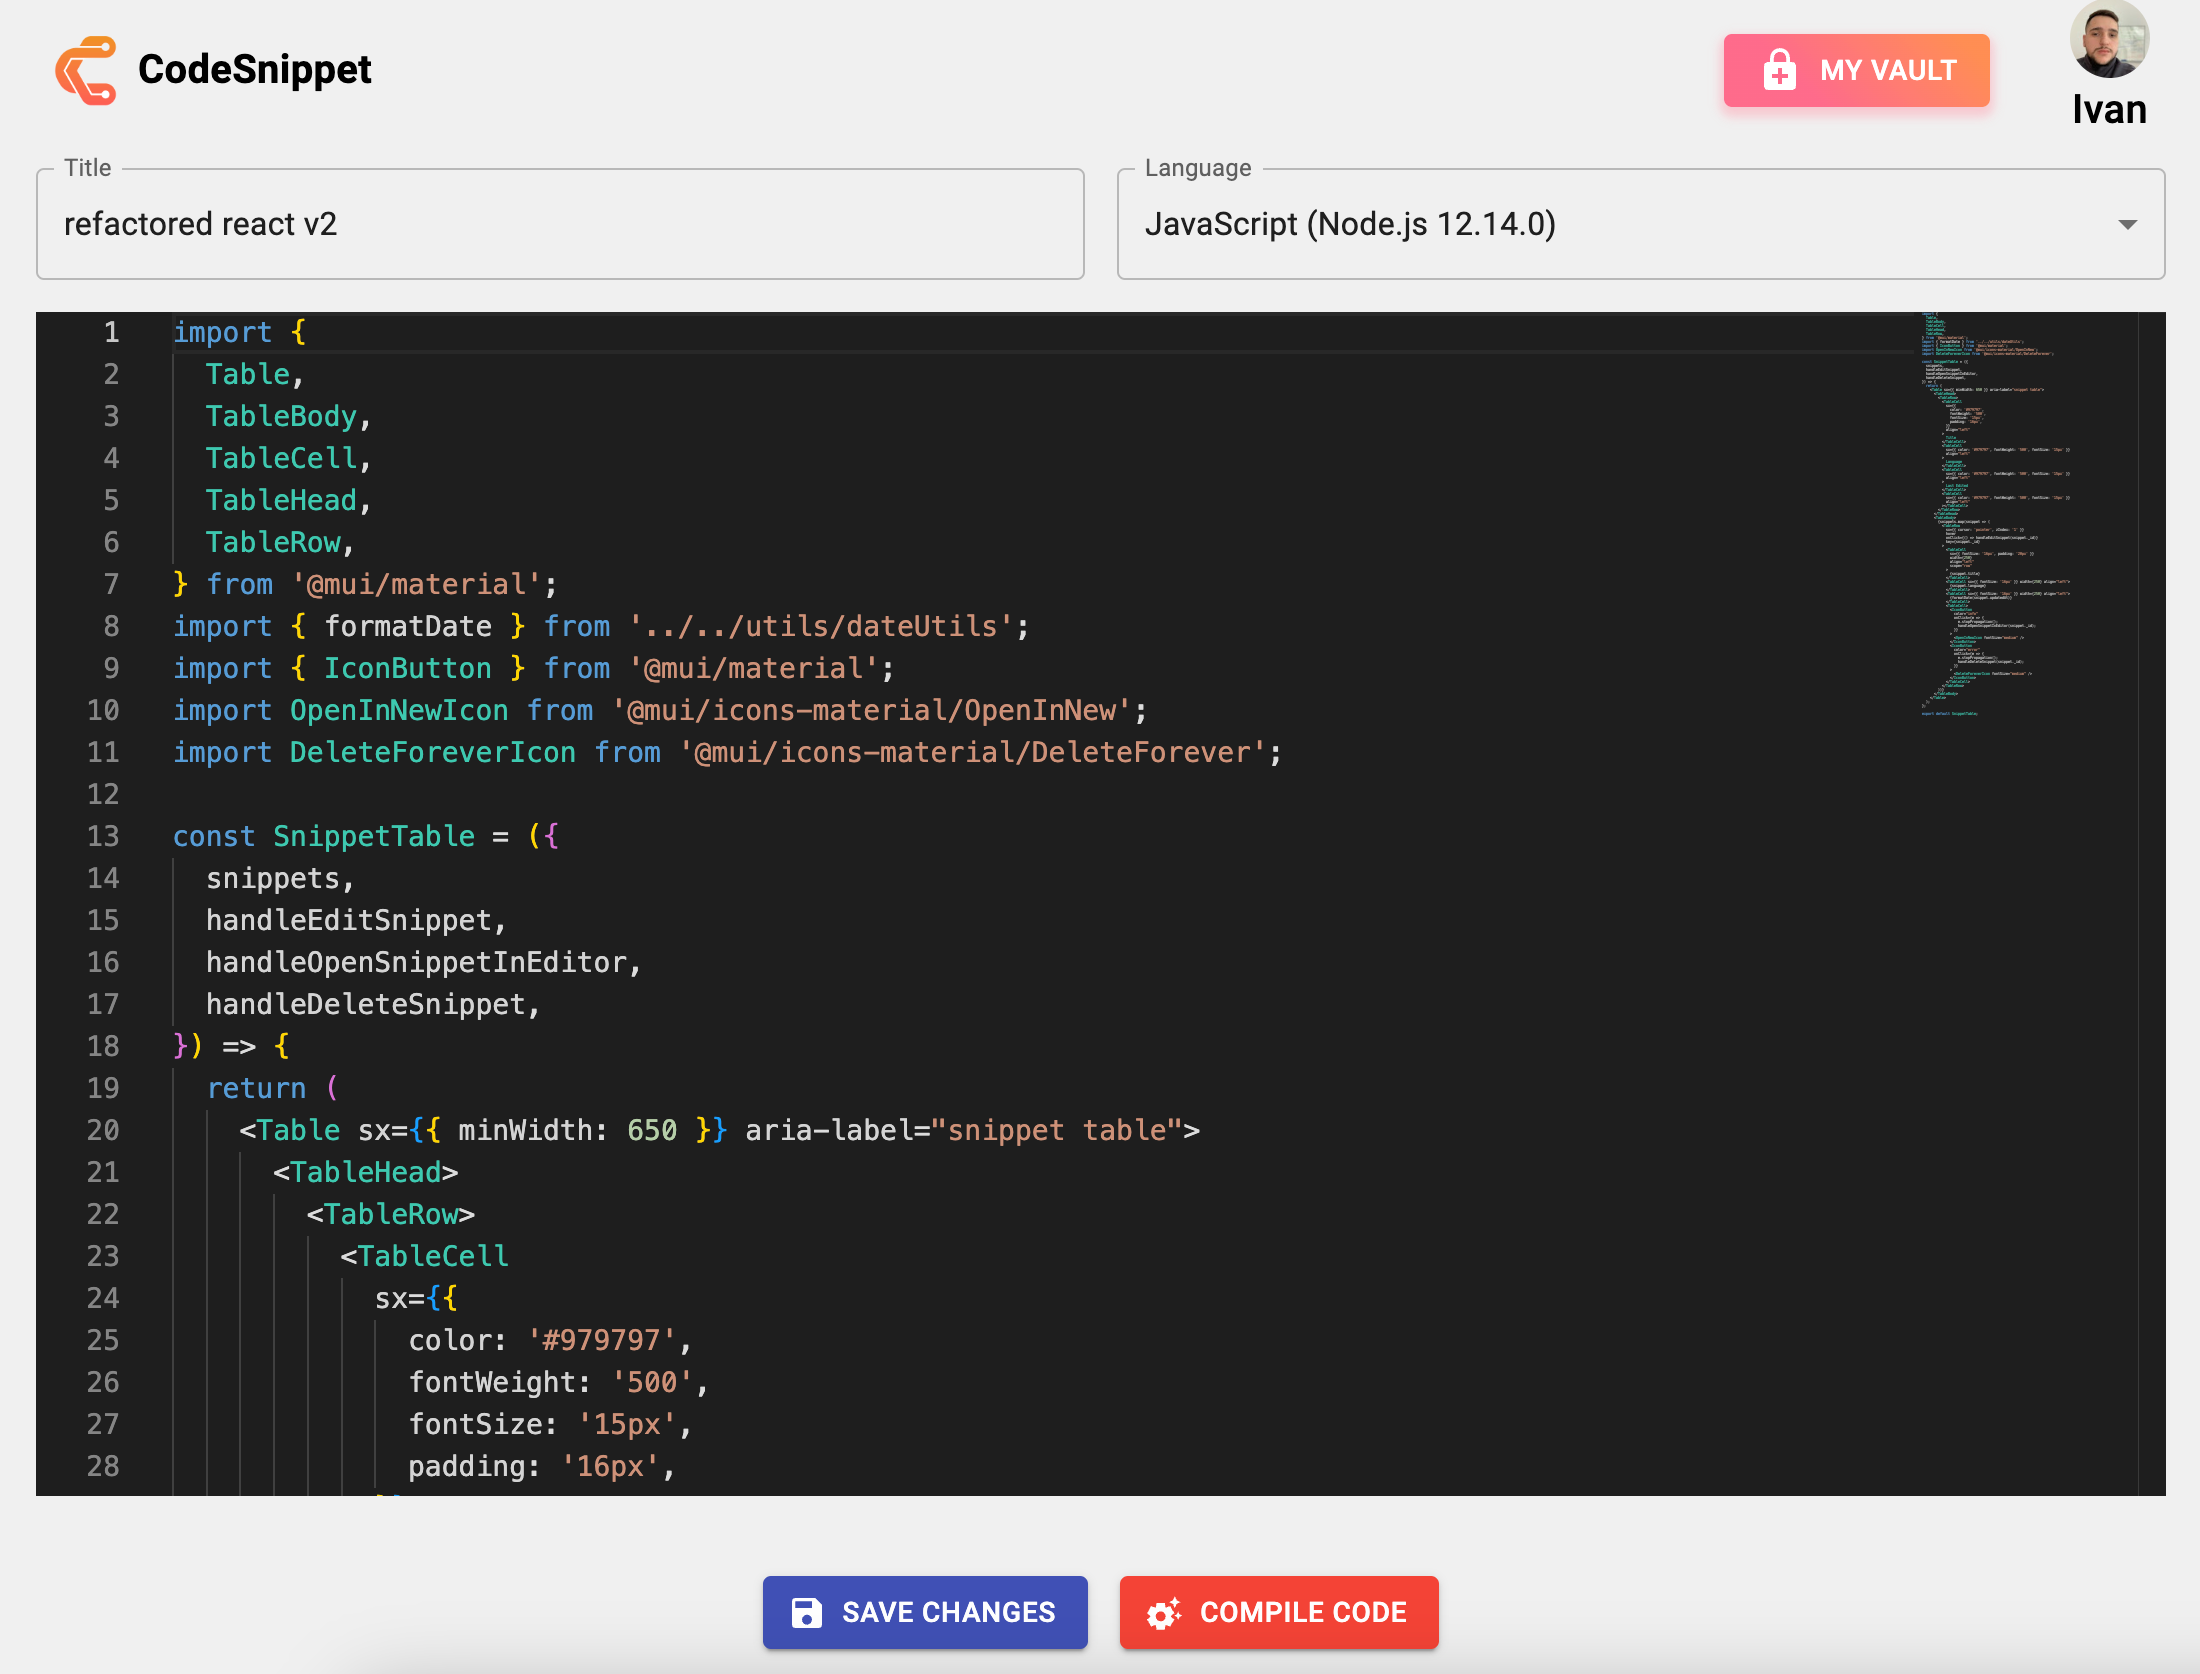 CodeSnippet
MY VAULT
Ivan
Title
refactored react v2
Language
JavaScript (Node.js 12.14.0)
1 import {
2   Table,
3   TableBody,
4   TableCell,
5   TableHead,
6   TableRow,
7 } from '@mui/material';
8 import { formatDate } from '../../utils/dateUtils';
9 import { IconButton } from '@mui/material';
10 import OpenInNewIcon from '@mui/icons-material/OpenInNew';
11 import DeleteForeverIcon from '@mui/icons-material/DeleteForever';
12
13 const SnippetTable = ({
14   snippets,
15   handleEditSnippet,
16   handleOpenSnippetInEditor,
17   handleDeleteSnippet,
18 }) => {
19   return (
20     <Table sx={{ minWidth: 650 }} aria-label="snippet table">
21       <TableHead>
22         <TableRow>
23           <TableCell
24             sx={{
25               color: '#979797',
26               fontWeight: '500',
27               fontSize: '15px',
28               padding: '16px',
SAVE CHANGES
COMPILE CODE